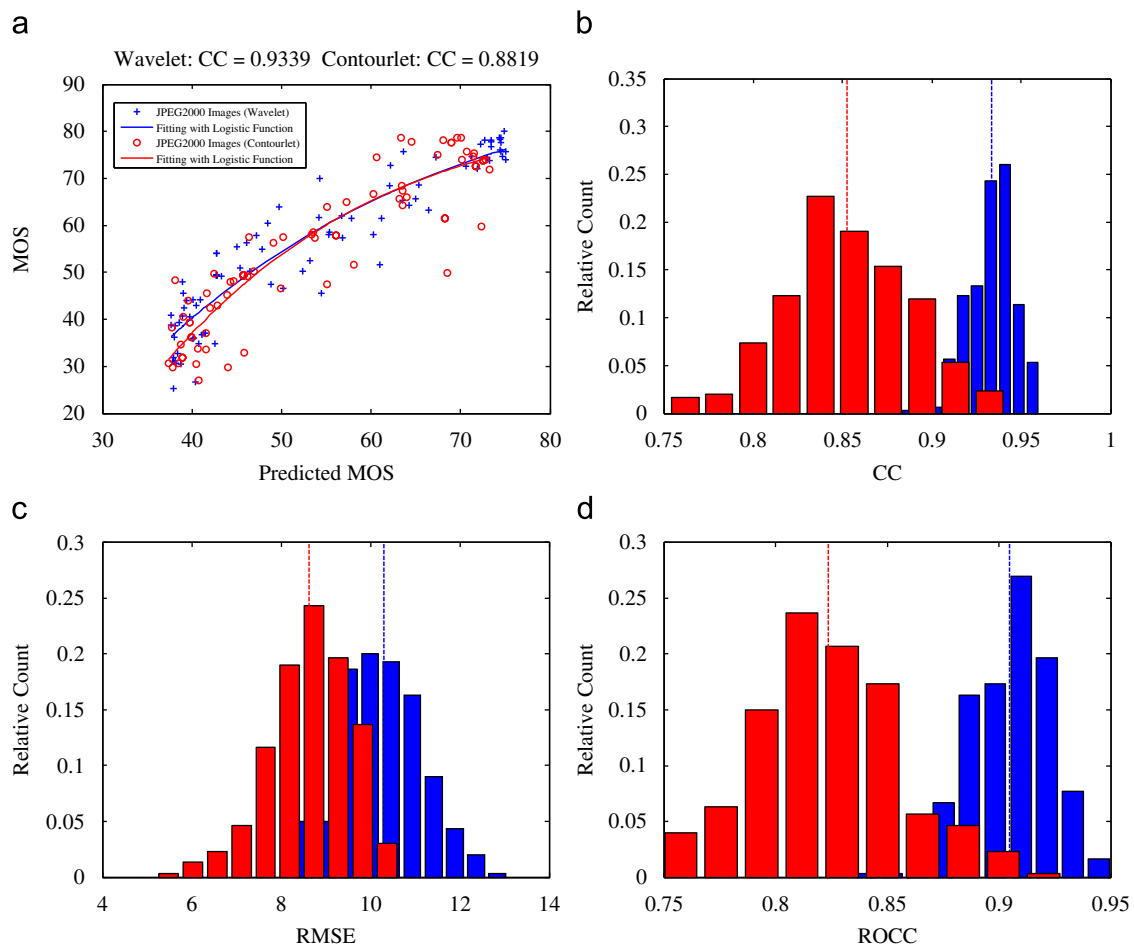 a
Wavelet: CC = 0.9339 Contourlet: CC = 0.8819
90
80
70
60
50
40
30
20
MOS
JPEG2000 Images (Wavelet)
Fitting with Logistic Function
JPEG2000 Images (Contourlet)
Fitting with Logistic Function
30 40 50 60 70 80
Predicted MOS
b
0.35
0.3
0.25
0.2
0.15
0.1
0.05
0
Relative Count
0.75 0.8 0.85 0.9 0.95 1
CC
c
0.3
0.25
0.2
0.15
0.1
0.05
0
Relative Count
4 6 8 10 12 14
RMSE
d
0.3
0.25
0.2
0.15
0.1
0.05
0
Relative Count
0.75 0.8 0.85 0.9 0.95
ROCC